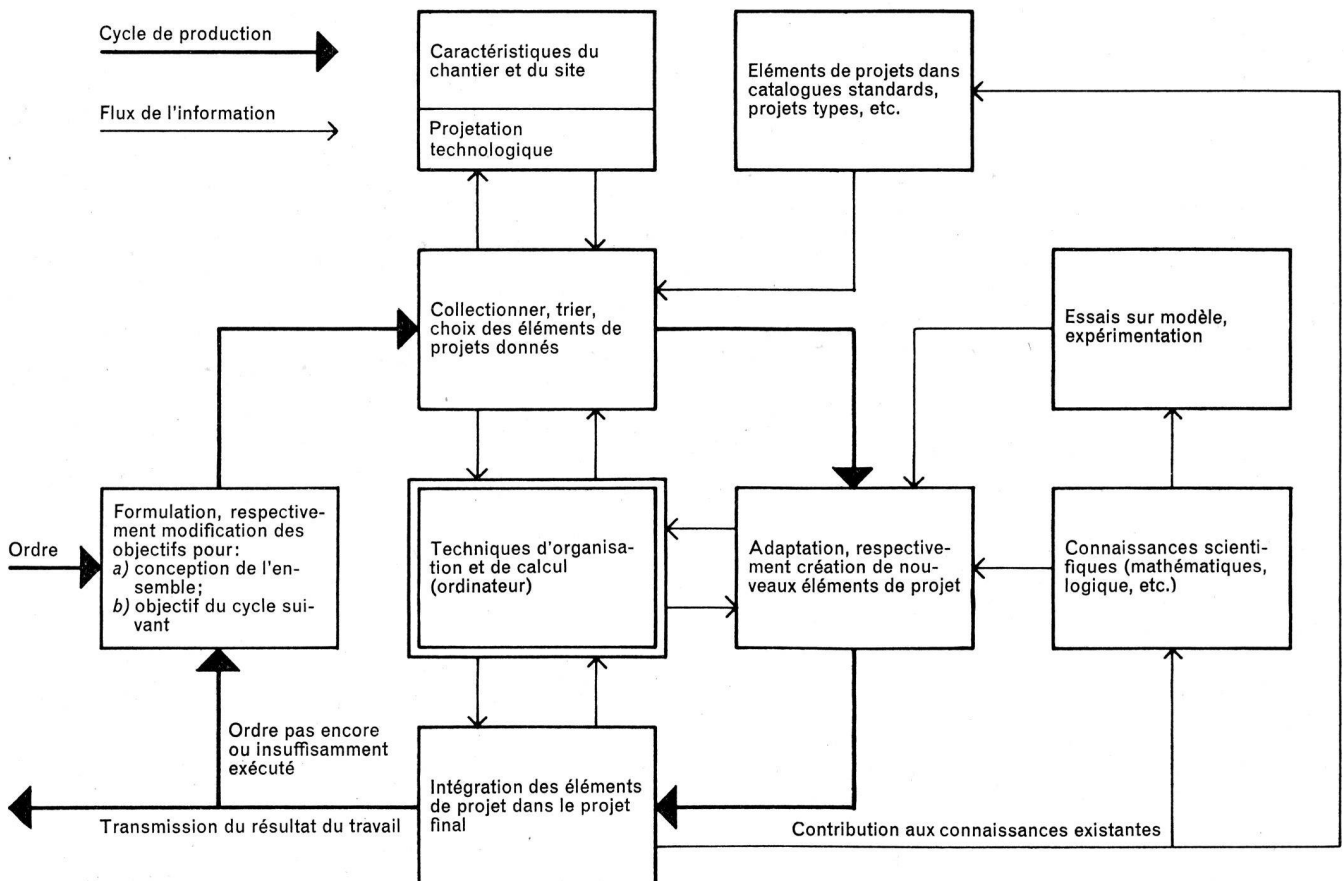 Cycle de production
Flux de l'information
Caractéristiques du
chantier et du site
Projetation
technologique
Eléments de projets dans
catalogues standards,
projets types, etc.
Collectionner, trier,
choix des éléments de
projets donnés
Essais sur modèle,
expérimentation
Ordre
Formulation, respective-
ment modification des
objectifs pour:
a) conception de l'en-
semble;
b) objectif du cycle sui-
vant
Techniques d'organisa-
tion et de calcul
(ordinateur)
Adaptation, respective-
ment création de nou-
veaux éléments de projet
Connaissances scienti-
fiques (mathématiques,
logique, etc.)
Ordre pas encore
ou insuffisamment
exécuté
Intégration des éléments
de projet dans le projet
final
Transmission du résultat du travail
Contribution aux connaissances existantes